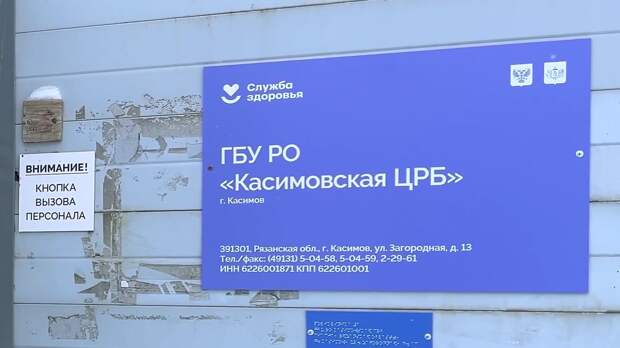 Служба
здоровья
ГБУ РО
«Касимовская ЦРБ»
г. Касимов
391301, Рязанская обл., г. Касимов, ул. Загородная, д. 13
Тел./факс: (49131) 5-04-58, 5-04-59, 2-29-61
ИНН 6226001871 КПП 622601001
ВНИМАНИЕ!
КНОПКА
ВЫЗОВА
ПЕРСОНАЛА